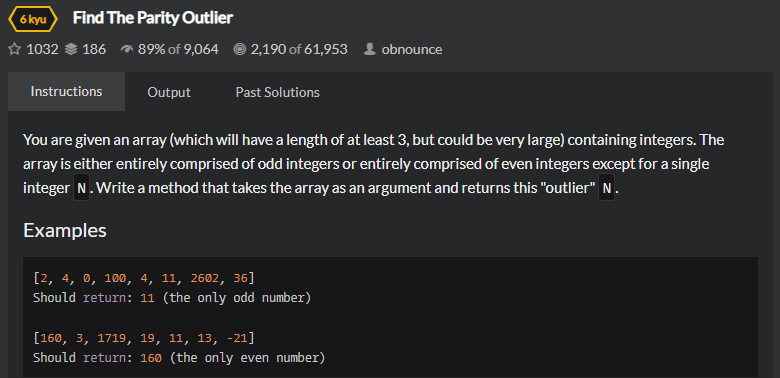 6 kyu Find The Parity Outlier
1032 186 89% of 9,064 2,190 of 61,953 obnounce
Instructions Output Past Solutions
You are given an array (which will have a length of at least 3, but could be very large) containing integers. The
array is either entirely comprised of odd integers or entirely comprised of even integers except for a single
integer N. Write a method that takes the array as an argument and returns this "outlier" N.
Examples
[2, 4, 0, 100, 4, 11, 2602, 36]
Should return: 11 (the only odd number)
[160, 3, 1719, 19, 11, 13, -21]
Should return: 160 (the only even number)